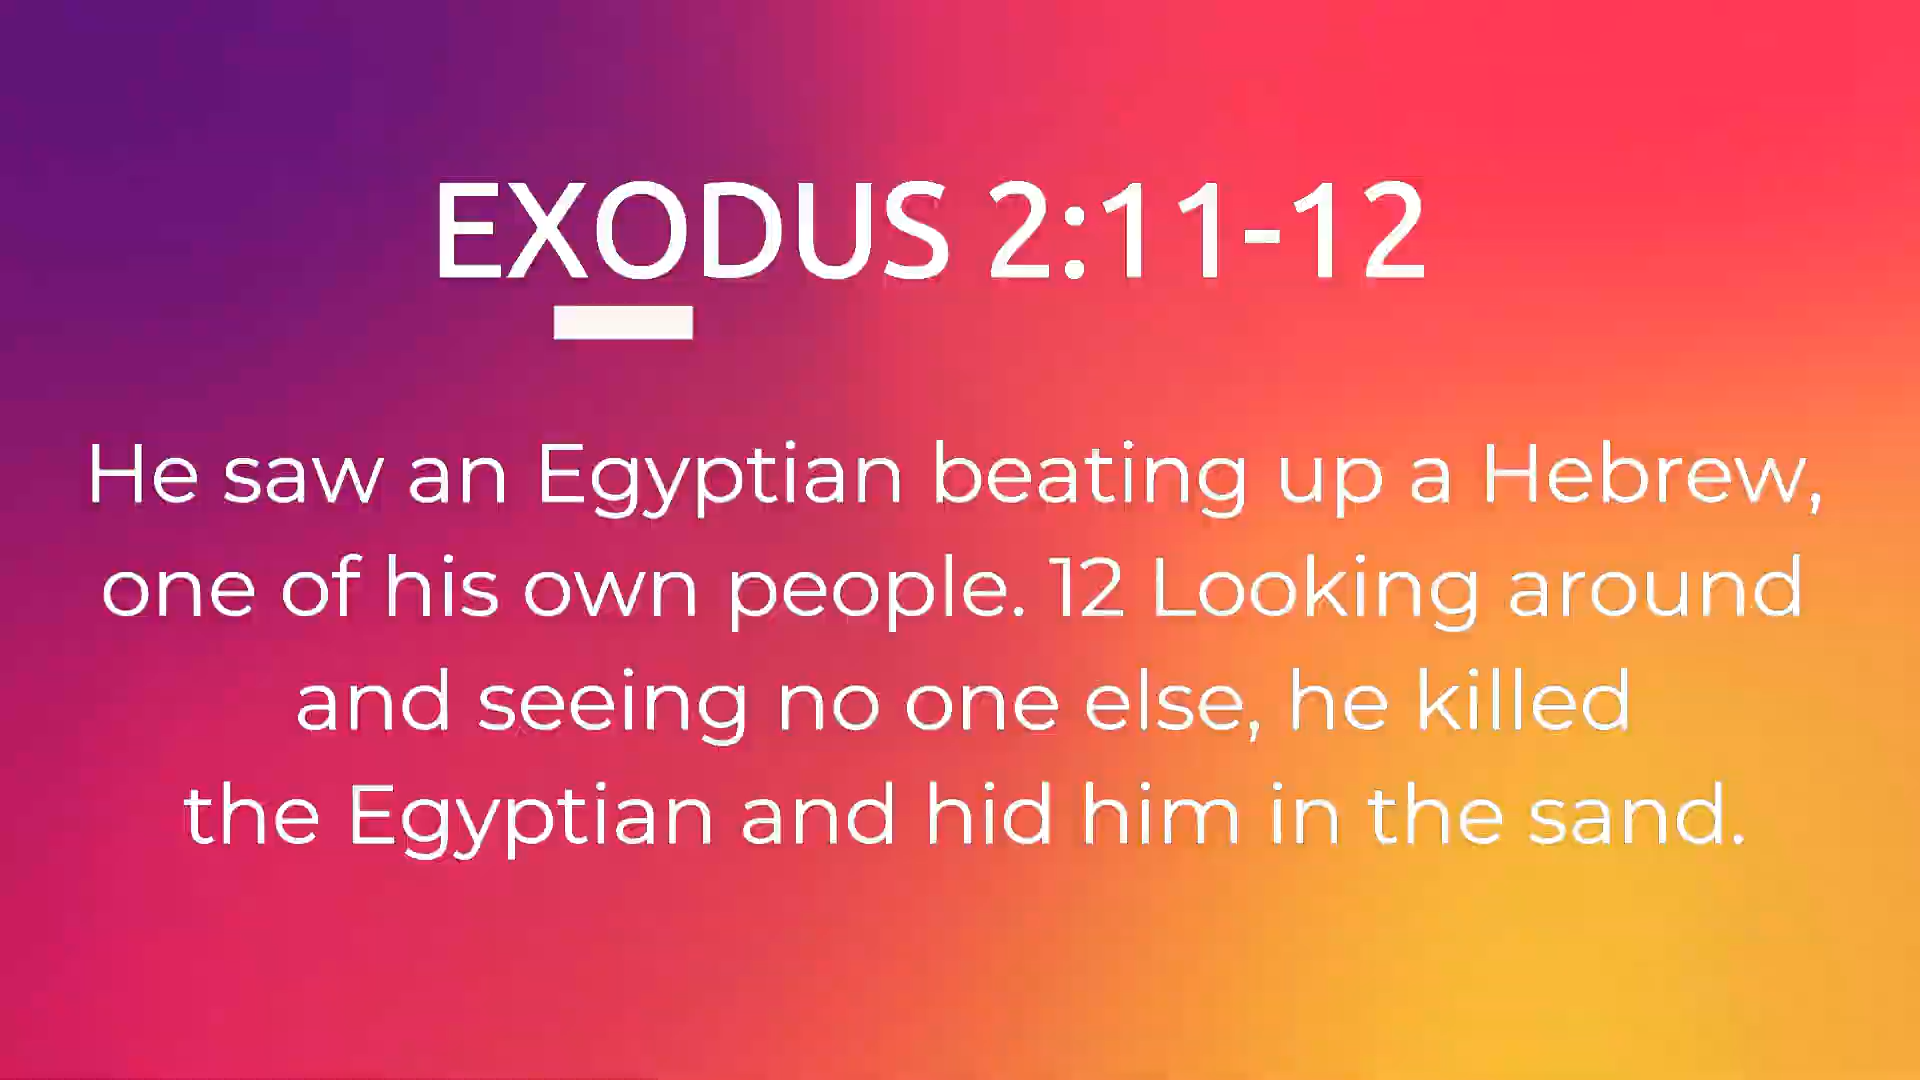 EXODUS 2:11-12
He saw an Egyptian beating up a Hebrew,
one of his own people. 12 Looking around
and seeing no one else, he killed
the Egyptian and hid him in the sand.